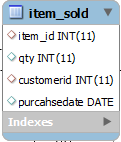 item_sold
item_id INT(11)
qty INT(11)
customerid INT(11)
purcahsedate DATE
Indexes